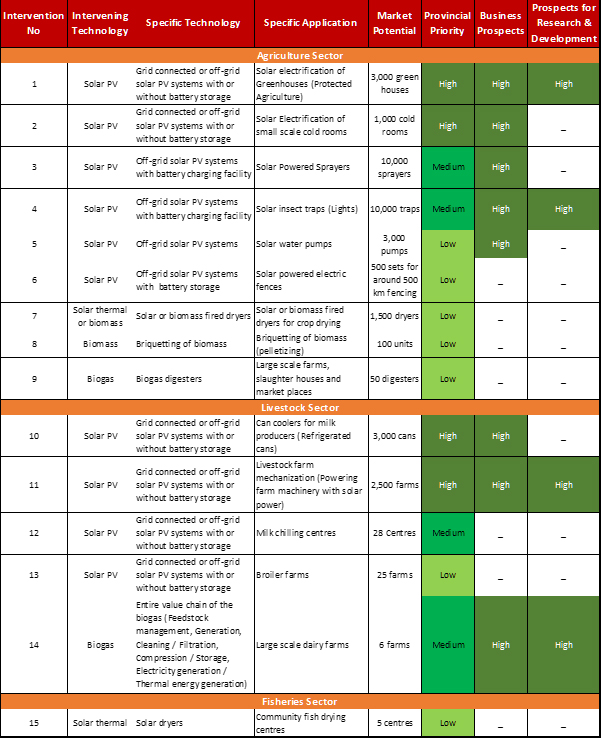 Intervention No | Intervening Technology | Specific Technology | Specific Application | Market Potential | Provincial Priority | Business Prospects | Prospects for Research & Development
Agriculture Sector
1 | Solar PV | Grid connected or off-grid solar PV systems with or without battery storage | Solar electrification of Greenhouses (Protected Agriculture) | 3,000 green houses | High | High | High
2 | Solar PV | Grid connected or off-grid solar PV systems with or without battery storage | Solar Electrification of small scale cold rooms | 1,000 cold rooms | High | High | _
3 | Solar PV | Off-grid solar PV systems with battery charging facility | Solar Powered Sprayers | 10,000 sprayers | Medium | High | _
4 | Solar PV | Off-grid solar PV systems with battery charging facility | Solar insect traps (Lights) | 10,000 traps | Medium | High | High
5 | Solar PV | Off-grid solar PV systems | Solar water pumps | 3,000 pumps | Low | High | _
6 | Solar PV | Off-grid solar PV systems with battery storage | Solar powered electric fences | 500 sets for around 500 km fencing | Low | _ | _
7 | Solar thermal or biomass | Solar or biomass fired dryers | Solar or biomass fired dryers for crop drying | 1,500 dryers | Low | _ | _
8 | Biomass | Briquetting of biomass | Briquetting of biomass (pelletizing) | 100 units | Low | _ | _
9 | Biogas | Biogas digesters | Large scale farms, slaughter houses and market places | 50 digesters | Low | _ | _
Livestock Sector
10 | Solar PV | Grid connected or off-grid solar PV systems with or without battery storage | Can coolers for milk producers (Refrigerated cans) | 3,000 cans | High | High | _
11 | Solar PV | Grid connected or off-grid solar PV systems with or without battery storage | Livestock farm mechanization (Powering farm machinery with solar power) | 2,500 farms | High | High | High
12 | Solar PV | Grid connected or off-grid solar PV systems with or without battery storage | Milk chilling centres | 28 Centres | Medium | _ | _
13 | Solar PV | Grid connected or off-grid solar PV systems with or without battery storage | Broiler farms | 25 farms | Low | _ | _
14 | Biogas | Entire value chain of the biogas (Feedstock management, Generation, Cleaning / Filtration, Compression / Storage, Electricity generation / Thermal energy generation) | Large scale dairy farms | 6 farms | Medium | High | High
Fisheries Sector
15 | Solar thermal | Solar dryers | Community fish drying centres | 5 centres | Low | _ | _